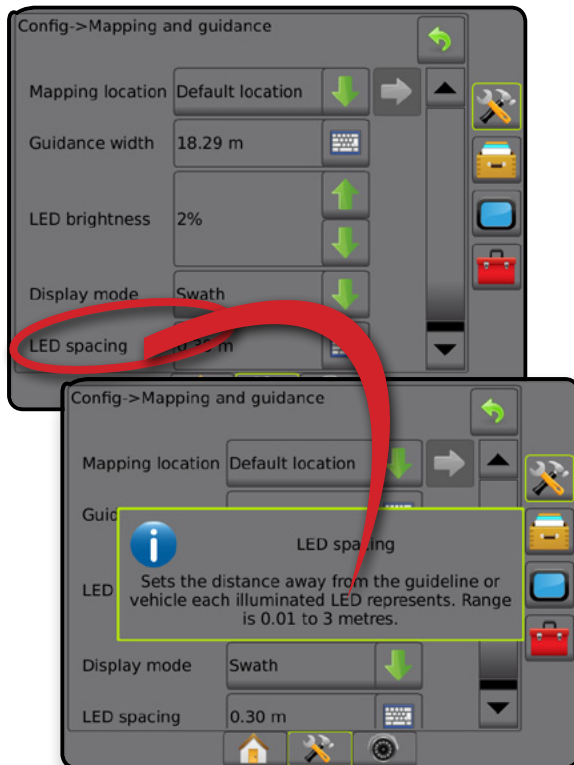 Config->Mapping and guidance
Mapping location Default location
Guidance width 18.29 m
LED brightness 2%
Display mode Swath
LED spacing m
Config->Mapping and guidance
Mapping location Default location
Guid
LED spacing
LED Sets the distance away from the guideline or
vehicle each illuminated LED represents. Range
is 0.01 to 3 metres.
Display mode Swath
LED spacing 0.30 m